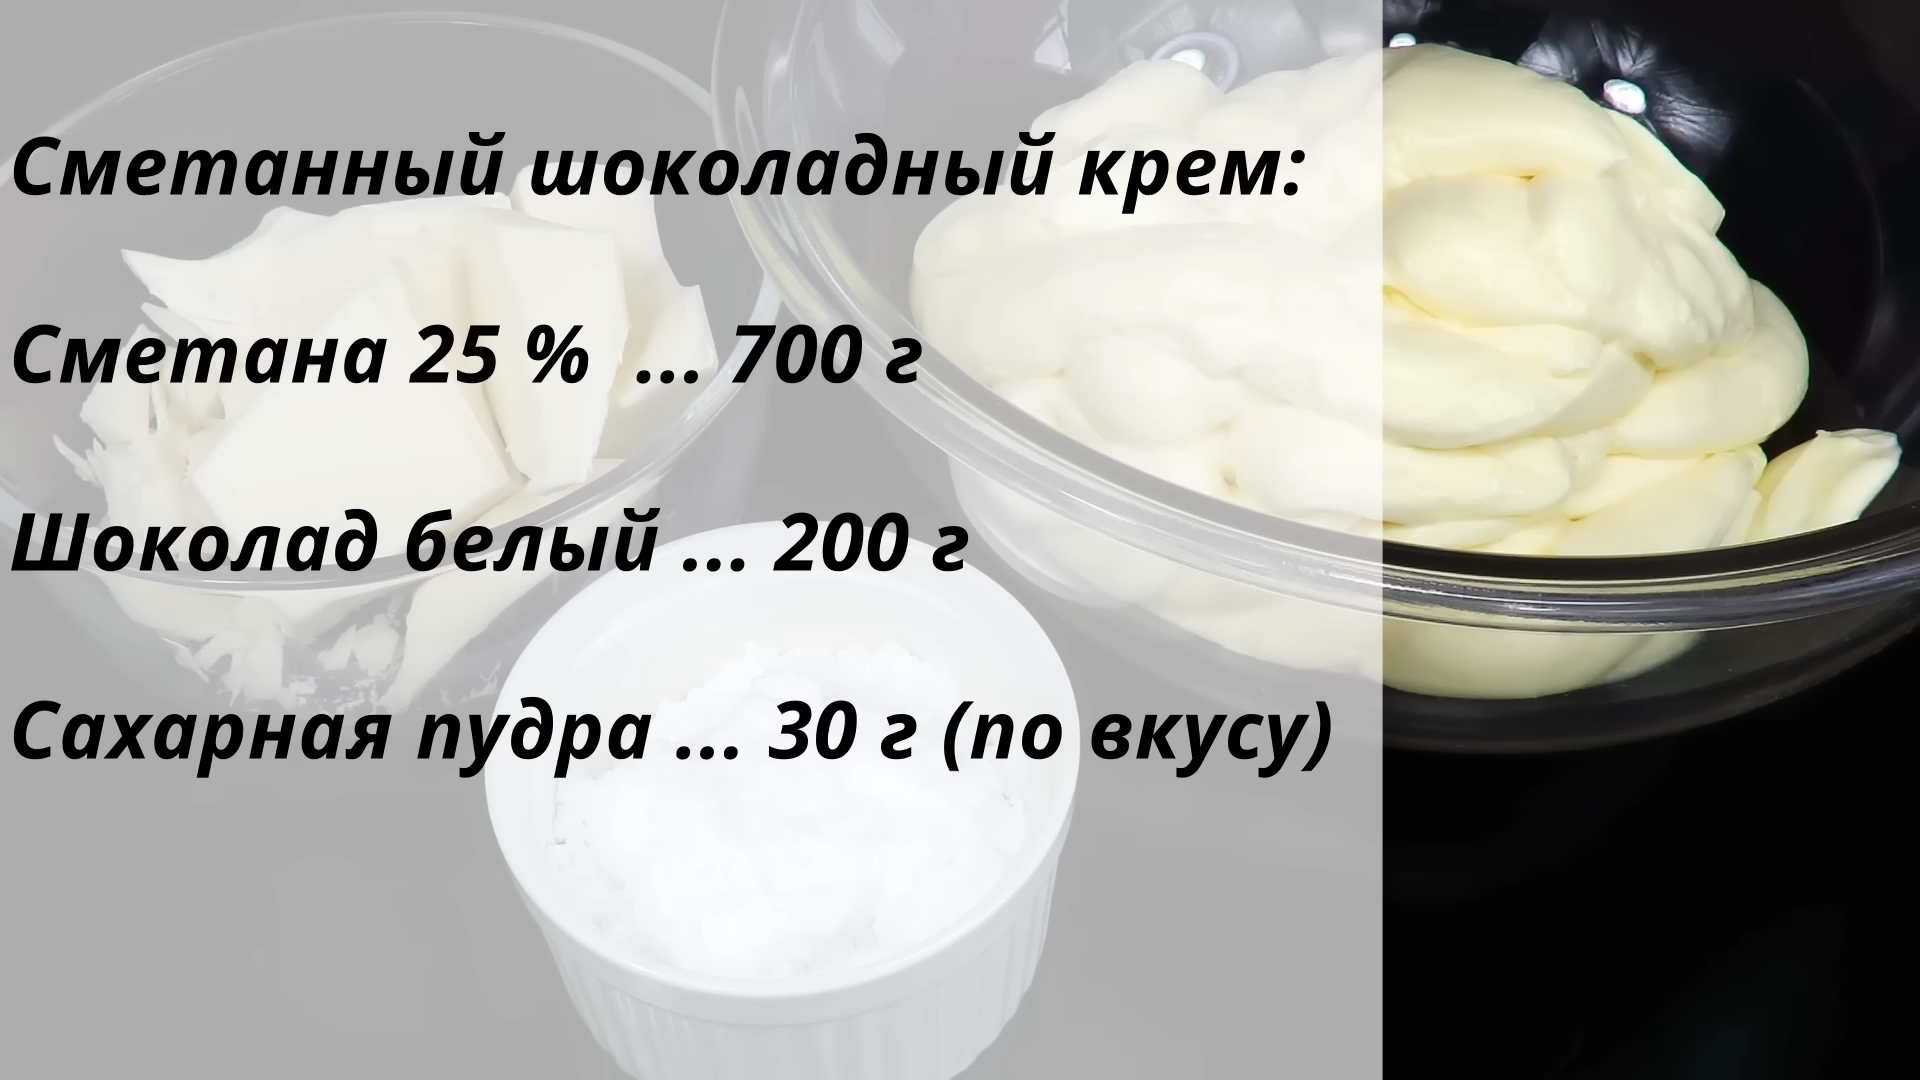 Сметанный шоколадный крем:
Сметана 25 %  ... 700 г
Шоколад белый ... 200 г
Сахарная пудра ... 30 г (по вкусу)